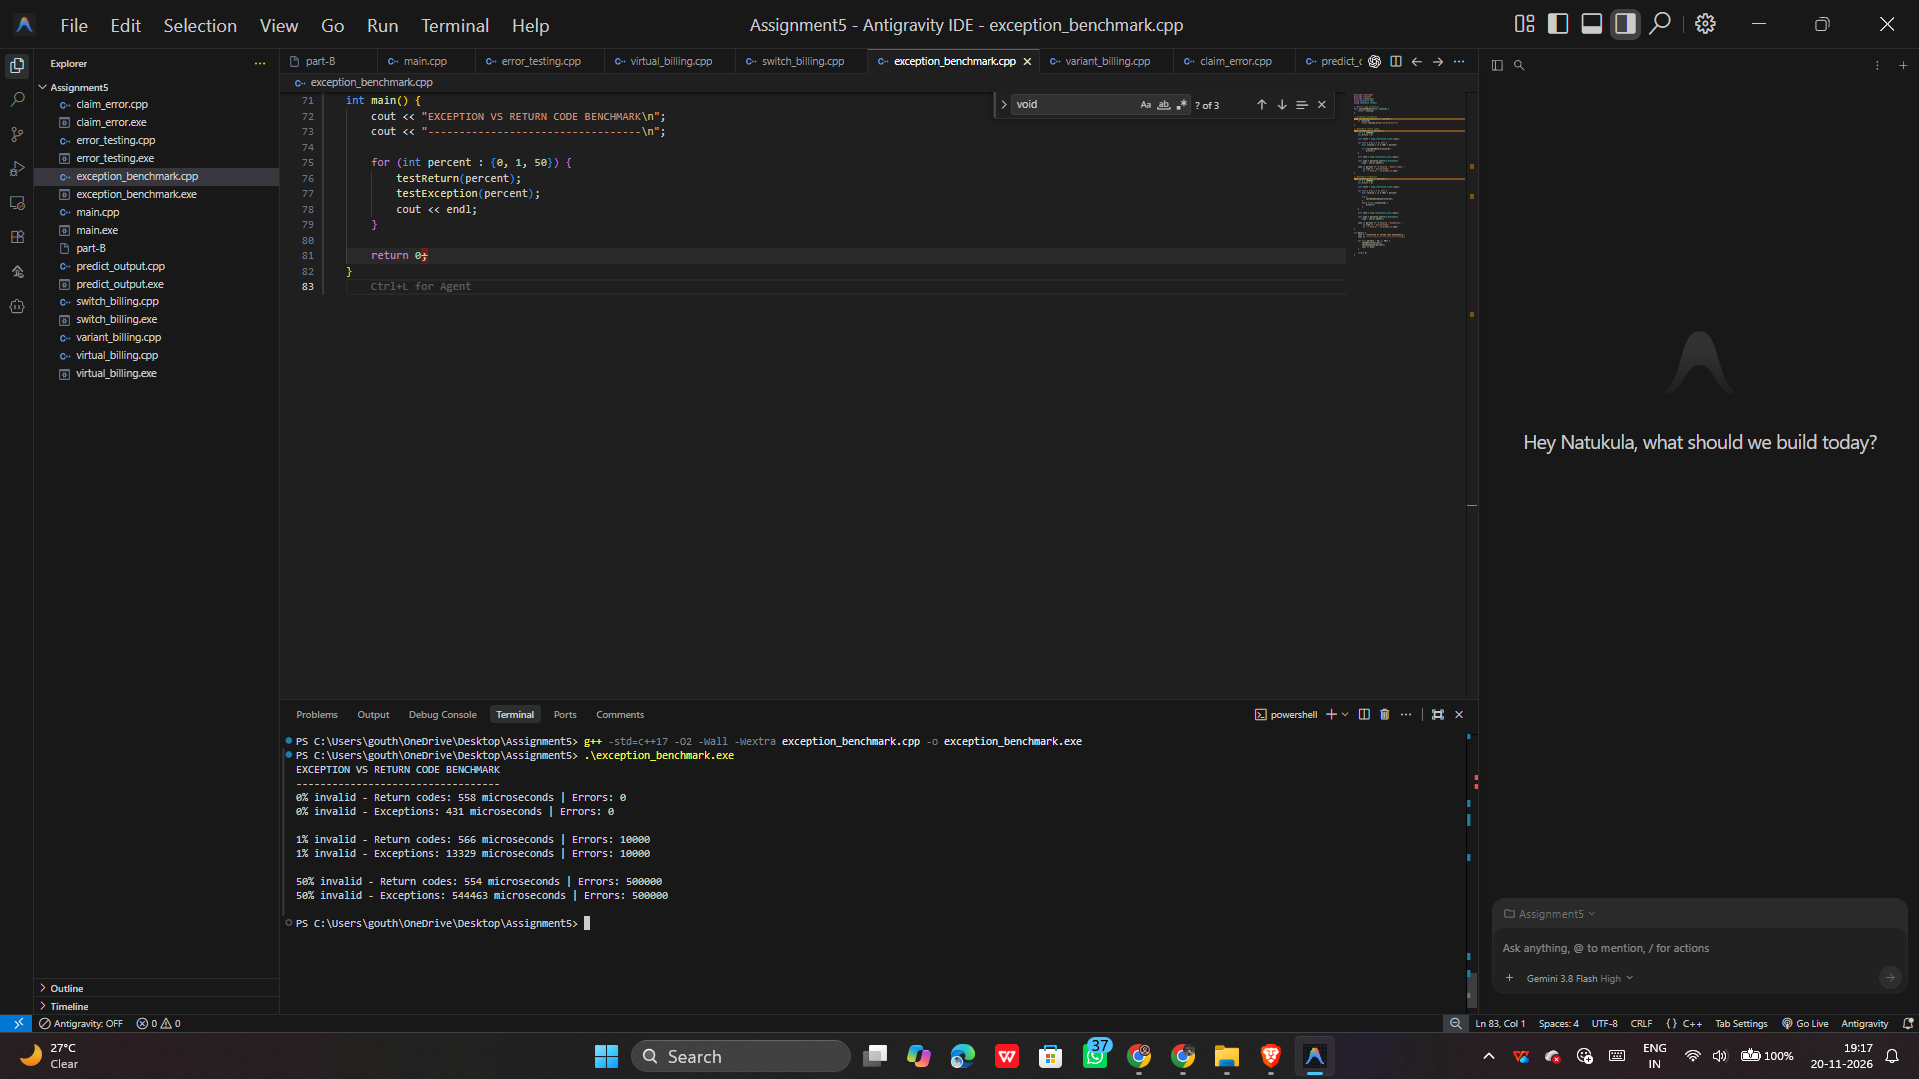 File Edit Selection View Go Run Terminal Help
Assignment5 - Antigravity IDE - exception_benchmark.cpp
Explorer
Assignment5
claim_error.cpp
claim_error.exe
error_testing.cpp
error_testing.exe
exception_benchmark.cpp
exception_benchmark.exe
main.cpp
main.exe
part-B
predict_output.cpp
predict_output.exe
switch_billing.cpp
switch_billing.exe
variant_billing.cpp
virtual_billing.cpp
virtual_billing.exe
Outline
Timeline
part-B main.cpp error_testing.cpp virtual_billing.cpp switch_billing.cpp exception_benchmark.cpp variant_billing.cpp claim_error.cpp predict_c
exception_benchmark.cpp
void Aa ab ? of 3
71 int main() {
72 cout << "EXCEPTION VS RETURN CODE BENCHMARK\n";
73 cout << "-----------------------------------\n";
74
75 for (int percent : {0, 1, 50}) {
76 testReturn(percent);
77 testException(percent);
78 cout << endl;
79 }
80
81 return 0;
82 }
83 Ctrl+L for Agent
Problems Output Debug Console Terminal Ports Comments
powershell
PS C:\Users\gouth\OneDrive\Desktop\Assignment5> g++ -std=c++17 -O2 -Wall -Wextra exception_benchmark.cpp -o exception_benchmark.exe
PS C:\Users\gouth\OneDrive\Desktop\Assignment5> .\exception_benchmark.exe
EXCEPTION VS RETURN CODE BENCHMARK
----------------------------------
0% invalid - Return codes: 558 microseconds | Errors: 0
0% invalid - Exceptions: 431 microseconds | Errors: 0
1% invalid - Return codes: 566 microseconds | Errors: 10000
1% invalid - Exceptions: 13329 microseconds | Errors: 10000
50% invalid - Return codes: 554 microseconds | Errors: 500000
50% invalid - Exceptions: 544463 microseconds | Errors: 500000
PS C:\Users\gouth\OneDrive\Desktop\Assignment5>
Hey Natukula, what should we build today?
Assignment5
Ask anything, @ to mention, / for actions
Gemini 3.8 Flash High
Antigravity: OFF 0 0
Ln 83, Col 1 Spaces: 4 UTF-8 CRLF {} C++ Tab Settings Go Live Antigravity
27°C
Clear
Search
37
ENG
IN
100%
19:17
20-11-2026